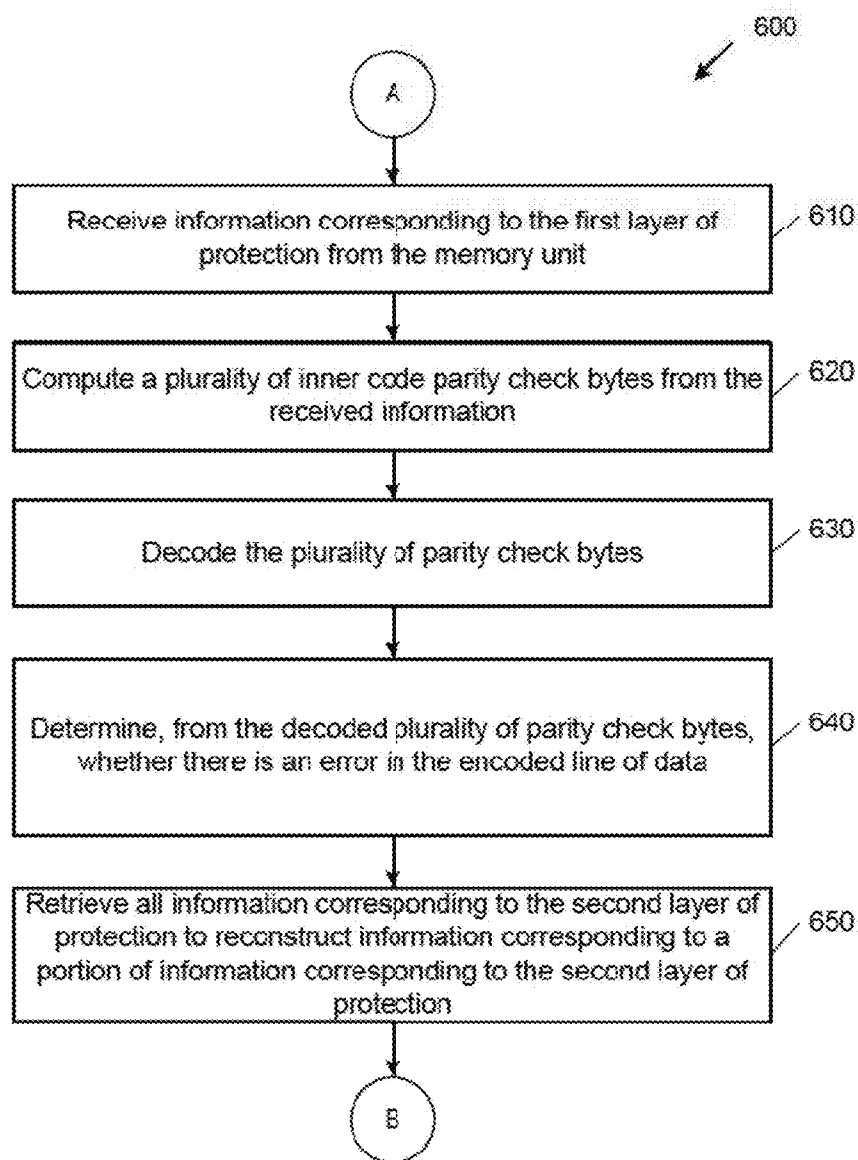 600
A
Receive information corresponding to the first layer of
protection from the memory unit
610
Compute a plurality of inner code parity check bytes from the
received information
620
Decode the plurality of parity check bytes
630
Determine, from the decoded plurality of parity check bytes,
whether there is an error in the encoded line of data
640
Retrieve all information corresponding to the second layer of
protection to reconstruct information corresponding to a
portion of information corresponding to the second layer of
protection
650
B